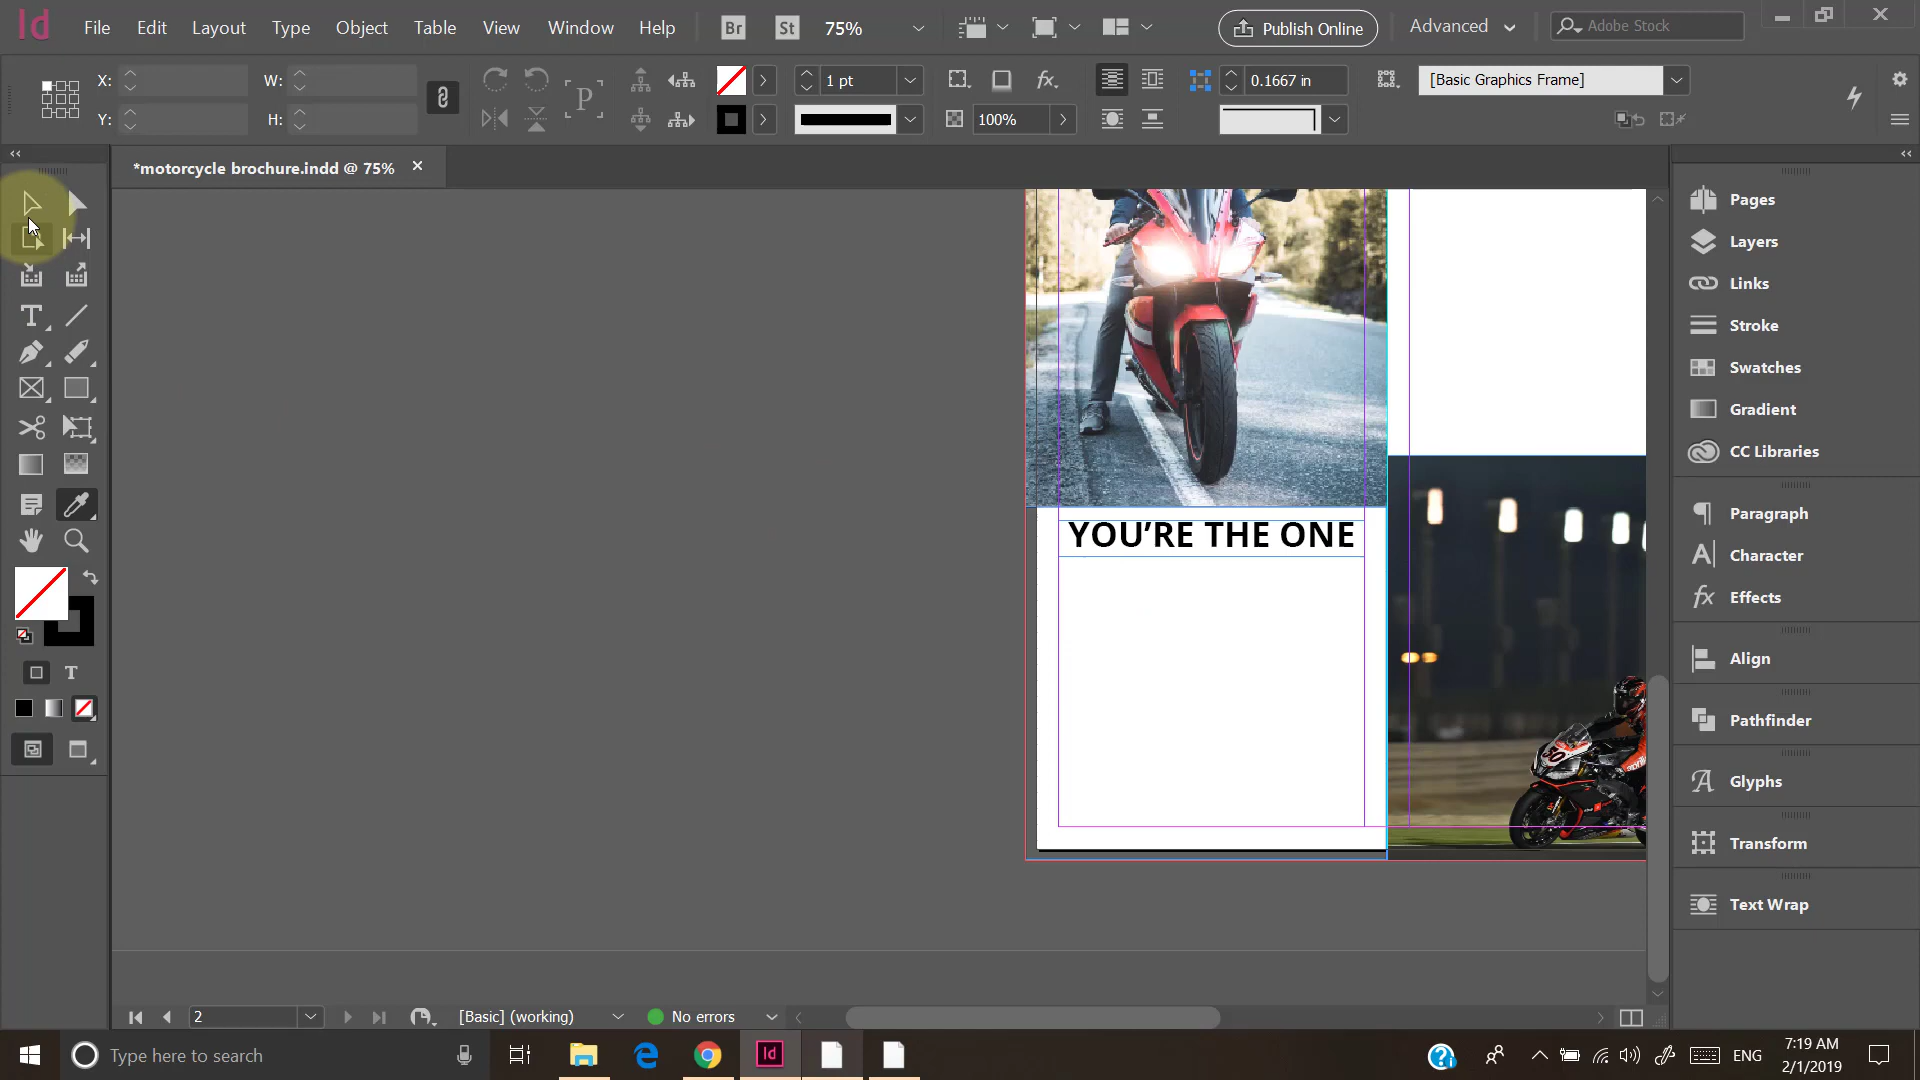 Id File Edit Layout Type Object Table View Window Help Br St 75% Publish Online Advanced Adobe Stock
X: W: 1 pt fx 0.1667 in [Basic Graphics Frame]
Y: H: P 100%
*motorcycle brochure.indd @ 75%
Pages
Layers
Links
Stroke
Swatches
Gradient
CC Libraries
Paragraph
Character
fx Effects
Align
Pathfinder
Glyphs
Transform
Text Wrap
T
T
YOU’RE THE ONE
2 [Basic] (working) No errors
Type here to search
Id
ENG
7:19 AM
2/1/2019